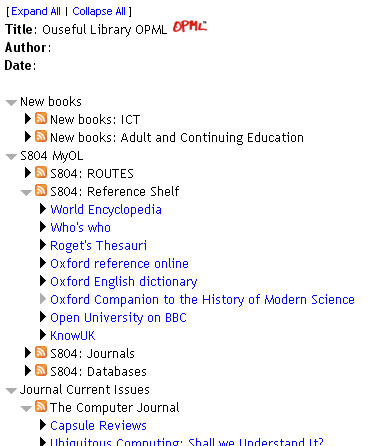 [Expand All | Collapse All ]
Title: Ouseful Library OPML OPML
Author:
Date:
New books
New books: ICT
New books: Adult and Continuing Education
S804 MyOL
S804: ROUTES
S804: Reference Shelf
World Encyclopedia
Who's who
Roget's Thesauri
Oxford reference online
Oxford English dictionary
Oxford Companion to the History of Modern Science
Open University on BBC
KnowUK
S804: Journals
S804: Databases
Journal Current Issues
The Computer Journal
Capsule Reviews
Ubiquitous Computing: Shall we Understand It?